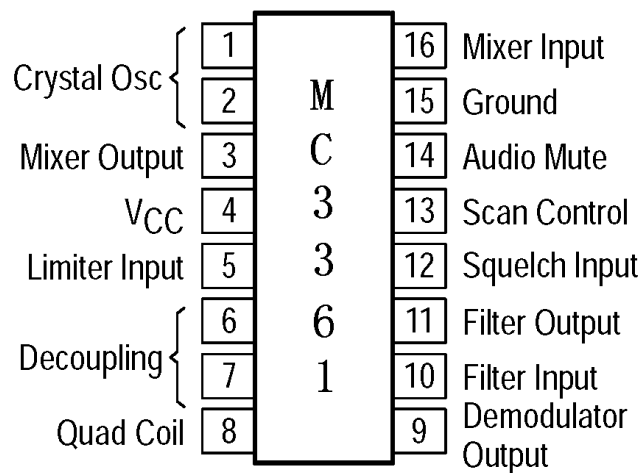 1
16
Mixer Input
Crystal Osc
2
15
Ground
Mixer Output
3
14
Audio Mute
VCC
4
13
Scan Control
Limiter Input
5
12
Squelch Input
6
11
Filter Output
Decoupling
7
10
Filter Input
Quad Coil
8
9
Demodulator
Output
M
C
3
3
6
1